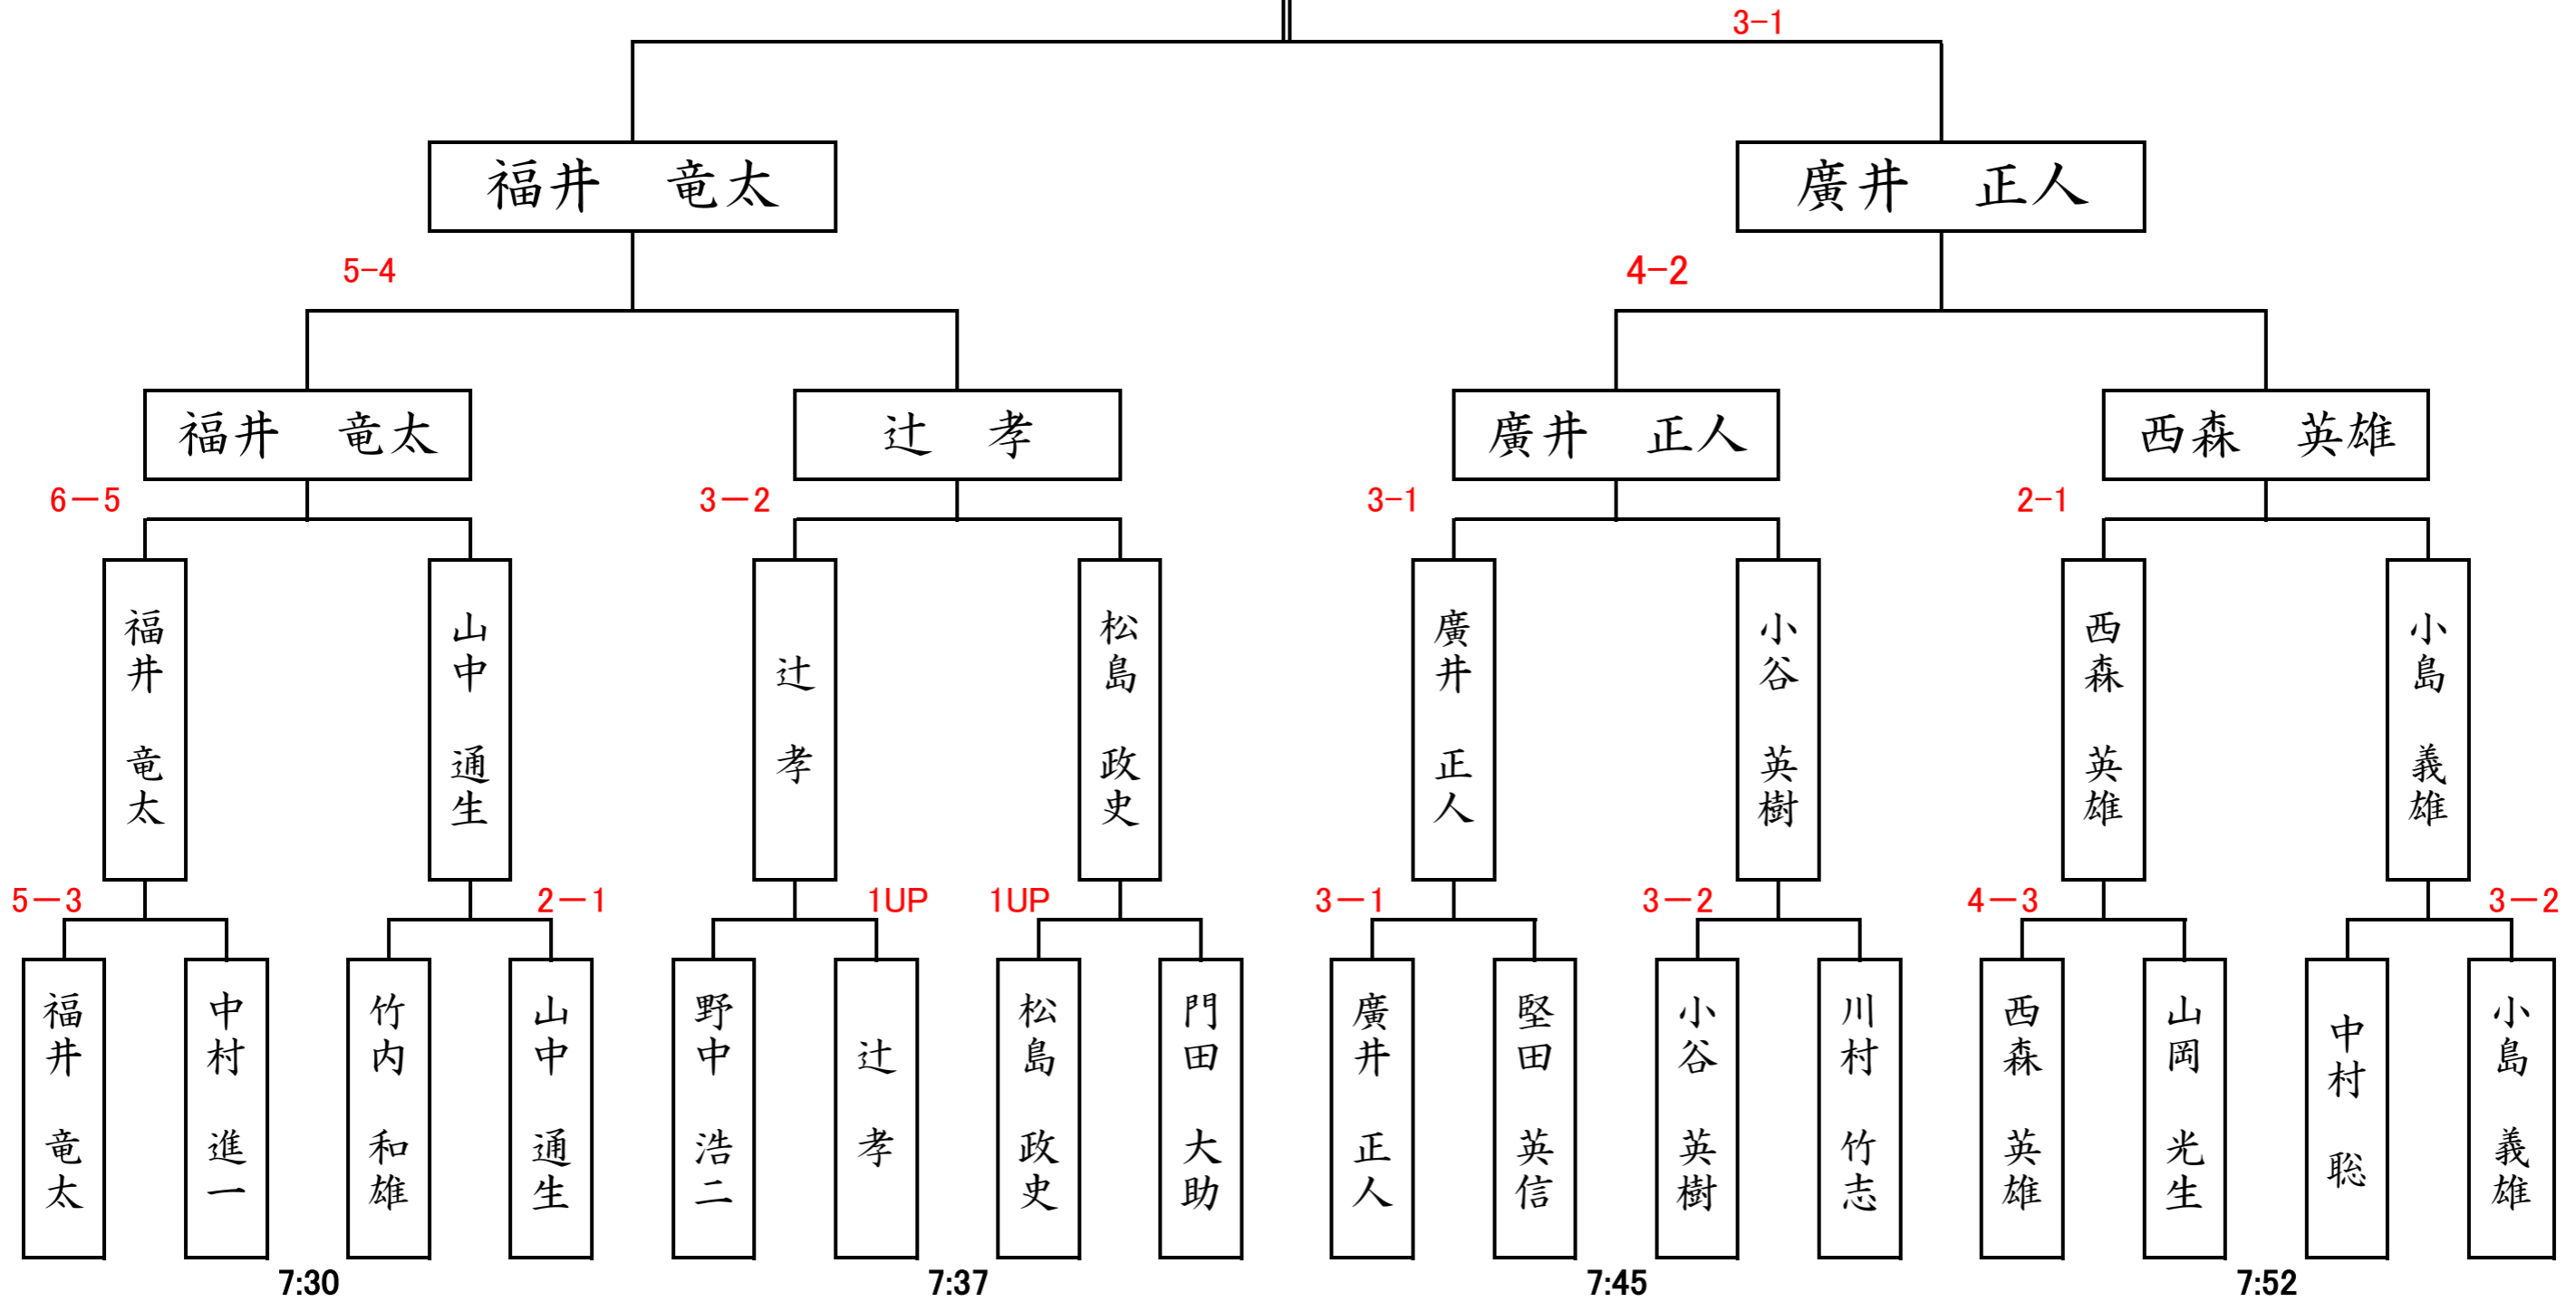 3-1
福井　竜太
廣井　正人
5-4
4-2
福井　竜太
辻　孝
廣井　正人
西森　英雄
6－5
3－2
3-1
2-1
福井　竜太
山中　通生
辻　孝
松島　政史
廣井　正人
小谷　英樹
西森　英雄
小島　義雄
5－3
2－1
1UP
1UP
3－1
3－2
4－3
3－2
福井　竜太
中村　進一
竹内　和雄
山中　通生
野中　浩二
辻　孝
松島　政史
門田　大助
廣井　正人
堅田　英信
小谷　英樹
川村　竹志
西森　英雄
山岡　光生
中村　聡
小島　義雄
7:30
7:37
7:45
7:52